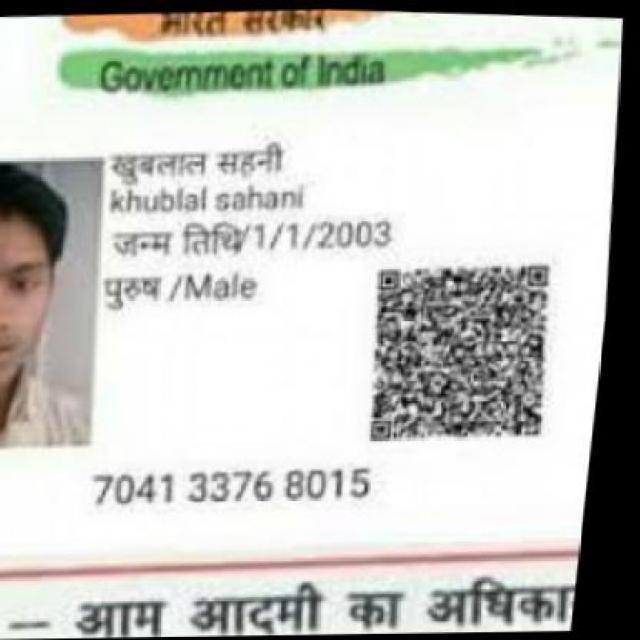 भारत सरकार
Government of India
खुबलाल सहनी
khublal sahani
जन्म तिथि/1/1/2003
पुरुष /Male
7041 3376 8015
— आम आदमी का अधिका